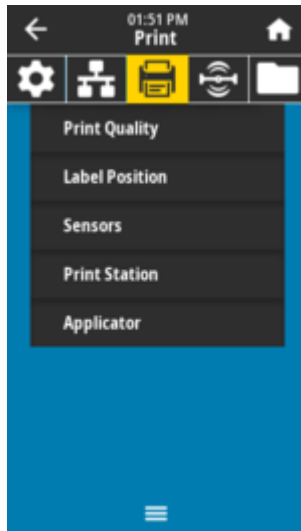 01:51 PM
Print
Print Quality
Label Position
Sensors
Print Station
Applicator